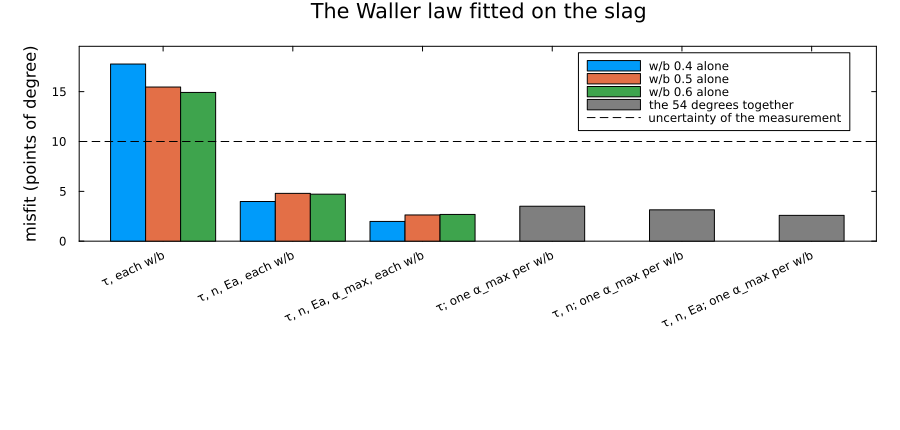 The Waller law fitted on the slag
misfit (points of degree)
15
10
5
0
w/b 0.4 alone
w/b 0.5 alone
w/b 0.6 alone
the 54 degrees together
uncertainty of the measurement
τ, each w/b
τ, n, Ea, each w/b
τ, n, Ea, α_max, each w/b
τ; one α_max per w/b
τ, n; one α_max per w/b
τ, n, Ea; one α_max per w/b